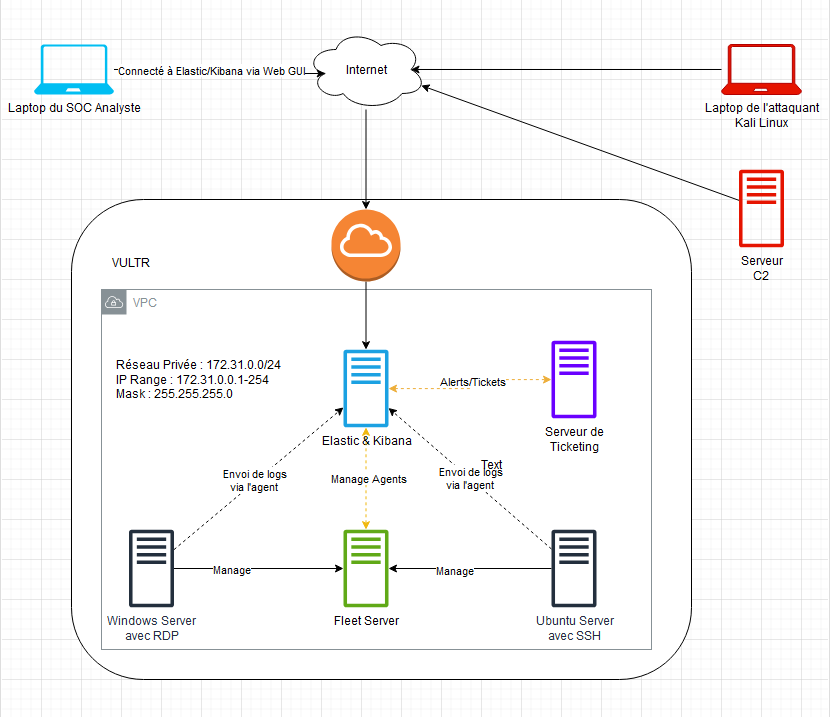 Connecté à Elastic/Kibana via Web GUI
Internet
Laptop du SOC Analyste
Laptop de l'attaquant
Kali Linux
Serveur
C2
VULTR
VPC
Réseau Privée : 172.31.0.0/24
IP Range : 172.31.0.0.1-254
Mask : 255.255.255.0
Alerts/Tickets
Elastic & Kibana
Serveur de
Ticketing
Envoi de logs
via l'agent
Manage Agents
Text
Envoi de logs
via l'agent
Manage
Manage
Windows Server
avec RDP
Fleet Server
Ubuntu Server
avec SSH